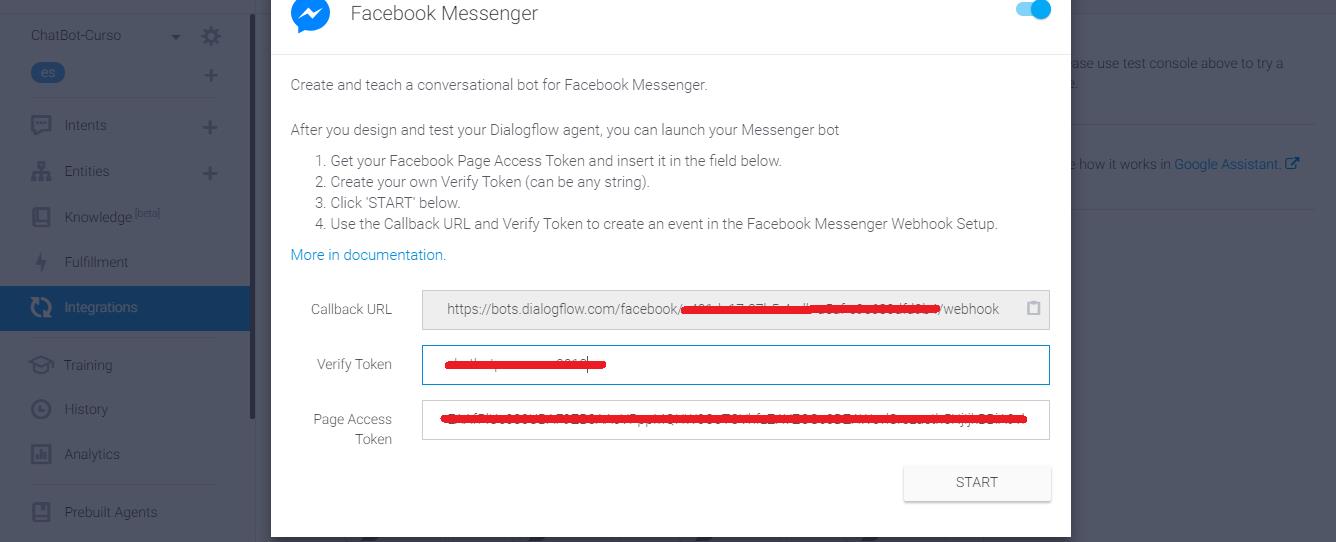 Facebook Messenger
ChatBot-Curso
es
Intents
Entities
Knowledge [beta]
Fulfillment
Integrations
Training
History
Analytics
Prebuilt Agents
Create and teach a conversational bot for Facebook Messenger.
After you design and test your Dialogflow agent, you can launch your Messenger bot
1. Get your Facebook Page Access Token and insert it in the field below.
2. Create your own Verify Token (can be any string).
3. Click 'START' below.
4. Use the Callback URL and Verify Token to create an event in the Facebook Messenger Webhook Setup.
More in documentation.
Callback URL
https://bots.dialogflow.com/facebook/ /webhook
Verify Token
Page Access
Token
START
use test console above to try a
how it works in Google Assistant.